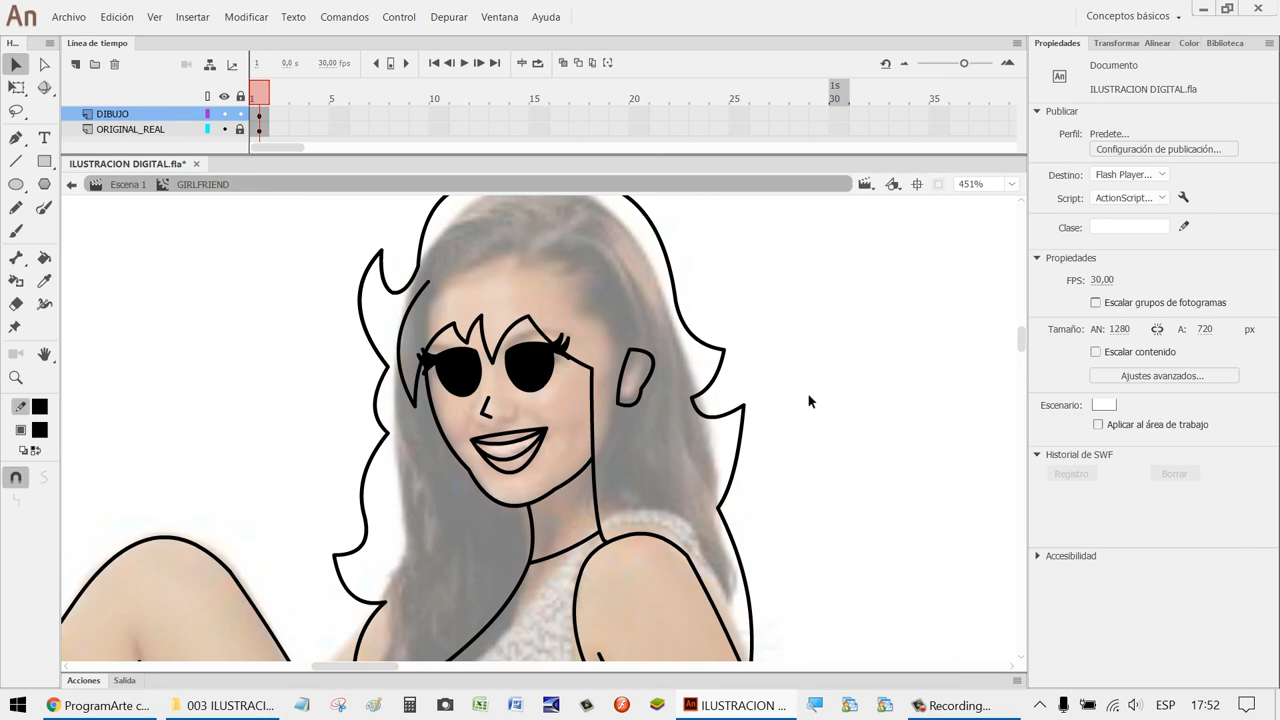 An Archivo Edición Ver Insertar Modificar Texto Comandos Control Depurar Ventana Ayuda Conceptos básicos
H... Línea de tiempo Propiedades Transformar Alinear Color Biblioteca
1 0,0 s 30,00 fps
Documento
ILUSTRACION DIGITAL.fla
1s
1 5 10 15 20 25 30 35
DIBUJO
ORIGINAL_REAL
Publicar
Perfil: Predete...
Configuración de publicación...
ILUSTRACION DIGITAL.fla*
Escena 1 GIRLFRIEND 451%
Destino: Flash Player...
Script: ActionScript...
Clase:
Propiedades
FPS: 30,00
Escalar grupos de fotogramas
Tamaño: AN: 1280 A: 720 px
Escalar contenido
Ajustes avanzados...
Escenario:
Aplicar al área de trabajo
Historial de SWF
Registro Borrar
Accesibilidad
Acciones Salida
ProgramArte c... 003 ILUSTRACI... An ILUSTRACION ... Recording... ESP 17:52